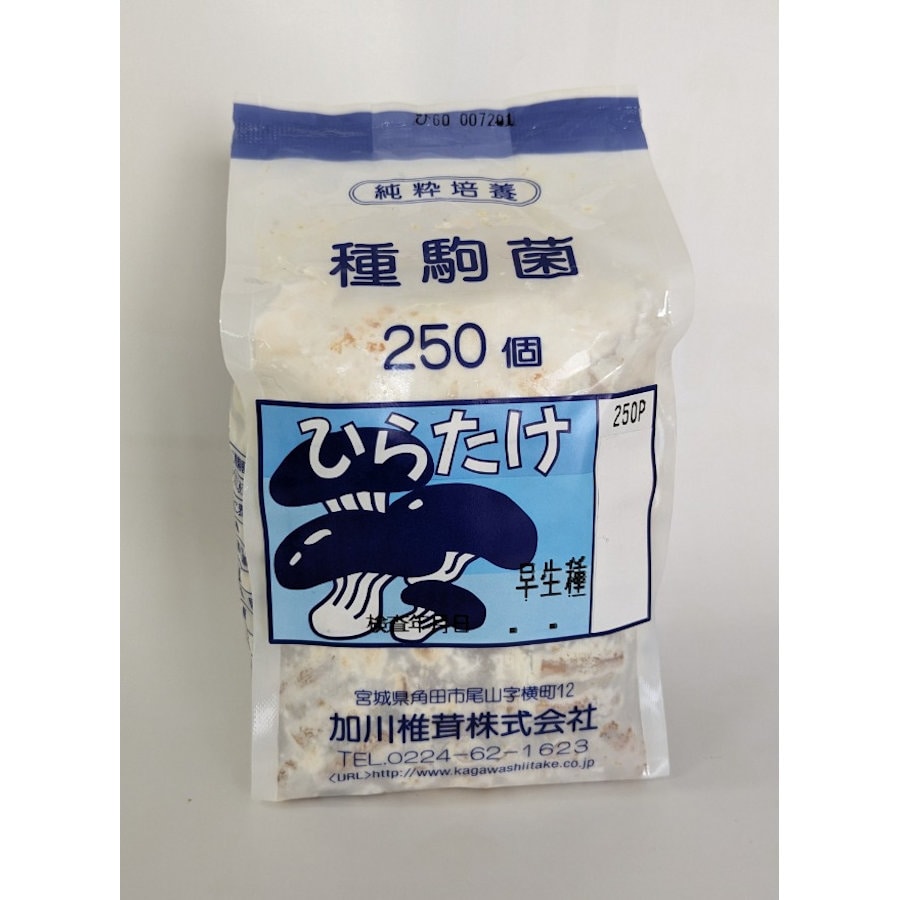 ひ60 007201
純粋培養
種駒菌
250個
ひらたけ
250P
早生種
検査年月日 . .
宮城県角田市尾山字横町12
加川椎茸株式会社
TEL.0224-62-1623
<URL>http://www.kagawashiitake.co.jp